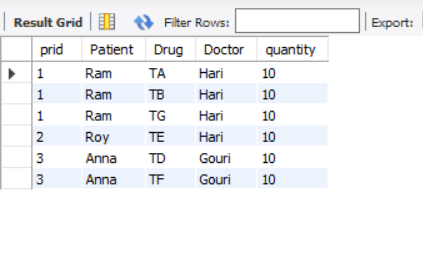 Result Grid Filter Rows: Export:
prid Patient Drug Doctor quantity
1 Ram TA Hari 10
1 Ram TB Hari 10
1 Ram TG Hari 10
2 Roy TE Hari 10
3 Anna TD Gouri 10
3 Anna TF Gouri 10